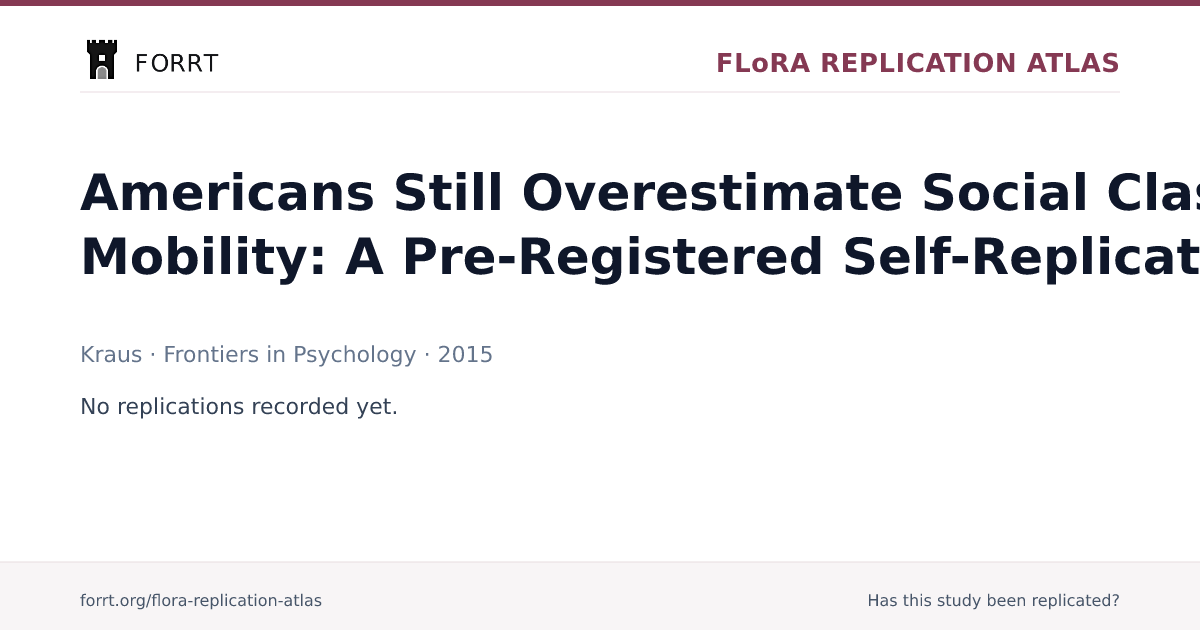 FORRT
FLoRA REPLICATION ATLAS
Americans Still Overestimate Social Clas
Mobility: A Pre-Registered Self-Replicat
Kraus · Frontiers in Psychology · 2015
No replications recorded yet.
forrt.org/flora-replication-atlas
Has this study been replicated?